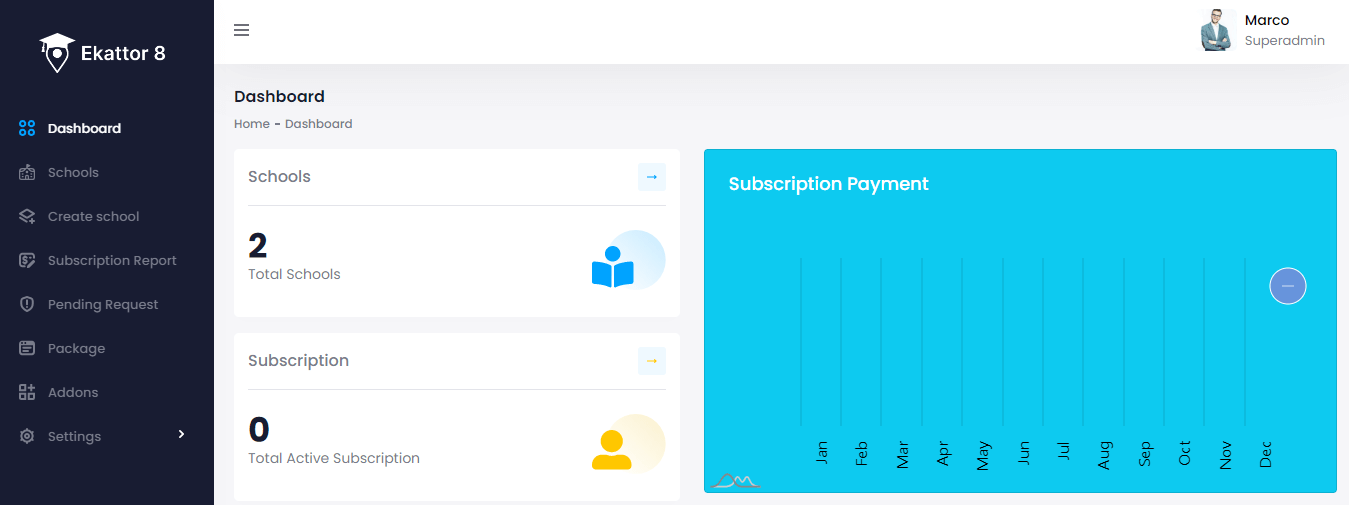 Ekattor 8
Marco
Superadmin
Dashboard
Schools
Create school
Subscription Report
Pending Request
Package
Addons
Settings
Dashboard
Home - Dashboard
Schools
2
Total Schools
Subscription
0
Total Active Subscription
Subscription Payment
Jan
Feb
Mar
Apr
May
Jun
Jul
Aug
Sep
Oct
Nov
Dec